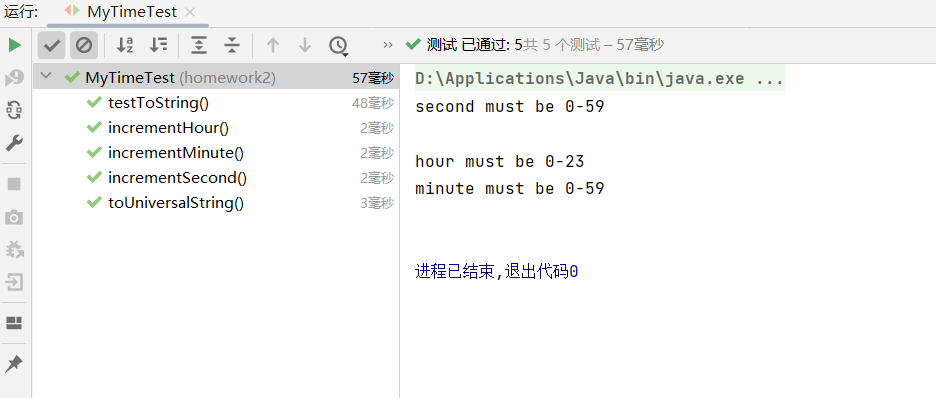 运行: MyTimeTest
测试 已通过: 5共 5 个测试 – 57毫秒
MyTimeTest (homework2) 57毫秒
testToString() 48毫秒
incrementHour() 2毫秒
incrementMinute() 2毫秒
incrementSecond() 2毫秒
toUniversalString() 3毫秒
D:\Applications\Java\bin\java.exe ...
second must be 0-59
hour must be 0-23
minute must be 0-59
进程已结束,退出代码0